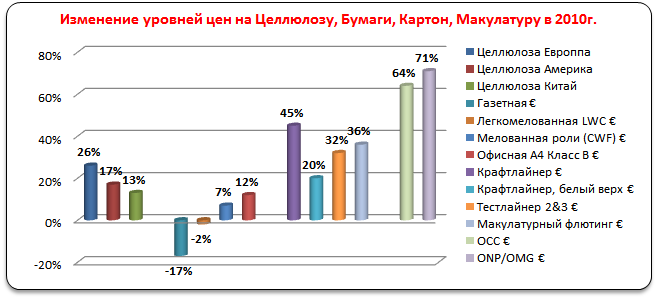 Изменение уровней цен на Целлюлозу, Бумаги, Картон, Макулатуру в 2010г.
80%
60%
40%
20%
0%
-20%
26%
17%
13%
-17%
-2%
7%
12%
45%
20%
32%
36%
64%
71%
Целлюлоза Европпа
Целлюлоза Америка
Целлюлоза Китай
Газетная €
Легкомелованная LWC €
Мелованная роли (CWF) €
Офисная А4 Класс В €
Крафтлайнер €
Крафтлайнер, белый верх €
Тестлайнер 2&3 €
Макулатурный флютинг €
ОСС €
ONP/OMG €